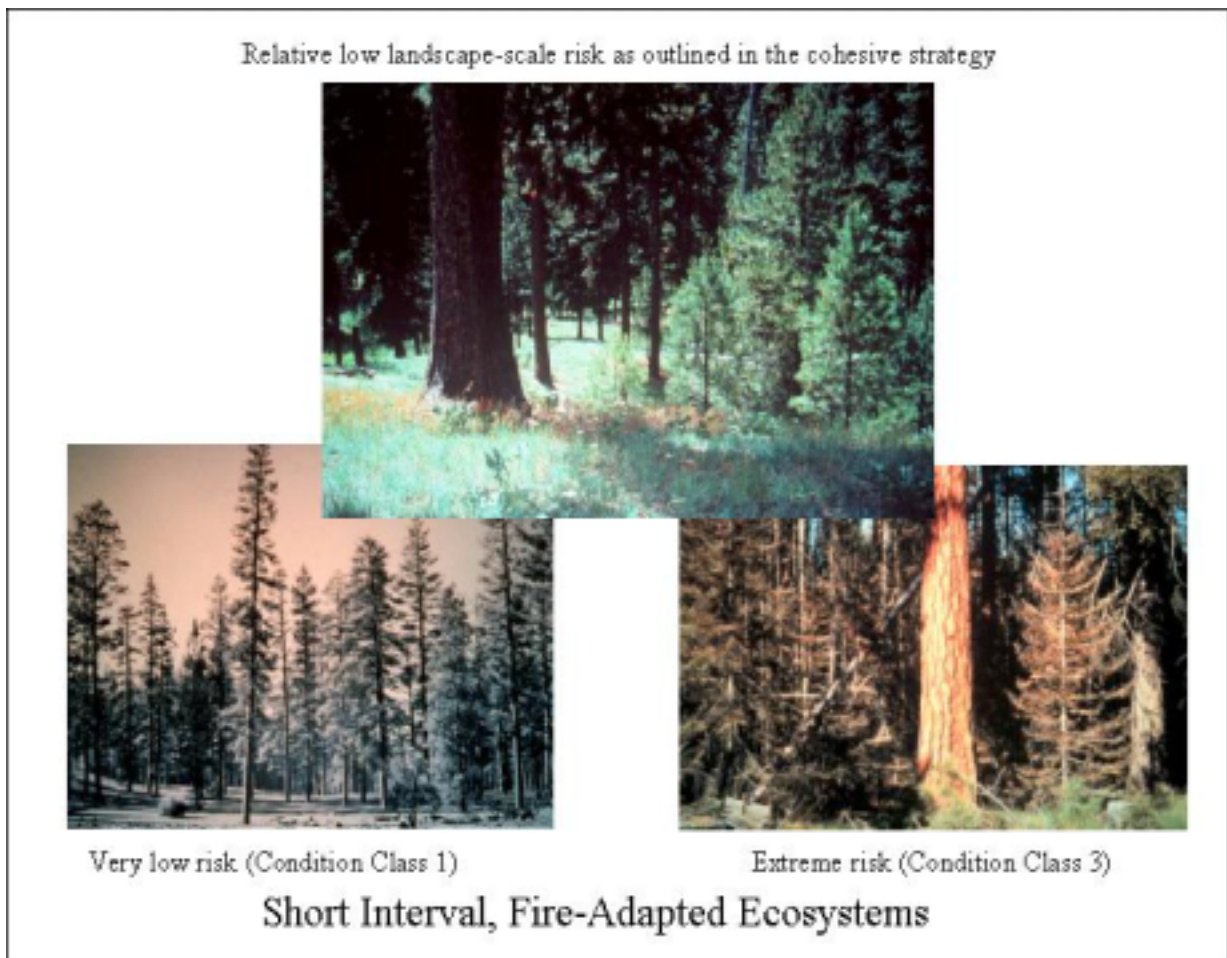 Relative low landscape-scale risk as outlined in the cohesive strategy
Very low risk (Condition Class 1)
Extreme risk (Condition Class 3)
Short Interval, Fire-Adapted Ecosystems